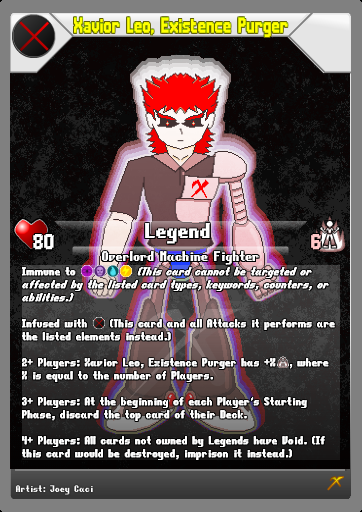 Xavior Leo, Existence Purger
80
Legend
6
Overlord Machine Fighter
Immune to (This card cannot be targeted or
affected by the listed card types, keywords, counters, or
abilities.)
Infused with (This card and all Attacks it performs are
the listed elements instead.)
2+ Players: Xavior Leo, Existence Purger has +X, where
X is equal to the number of Players.
3+ Players: At the beginning of each Player's Starting
Phase, discard the top card of their Deck.
4+ Players: All cards not owned by Legends have Void. (If
this card would be destroyed, imprison it instead.)
Artist: Joey Caci